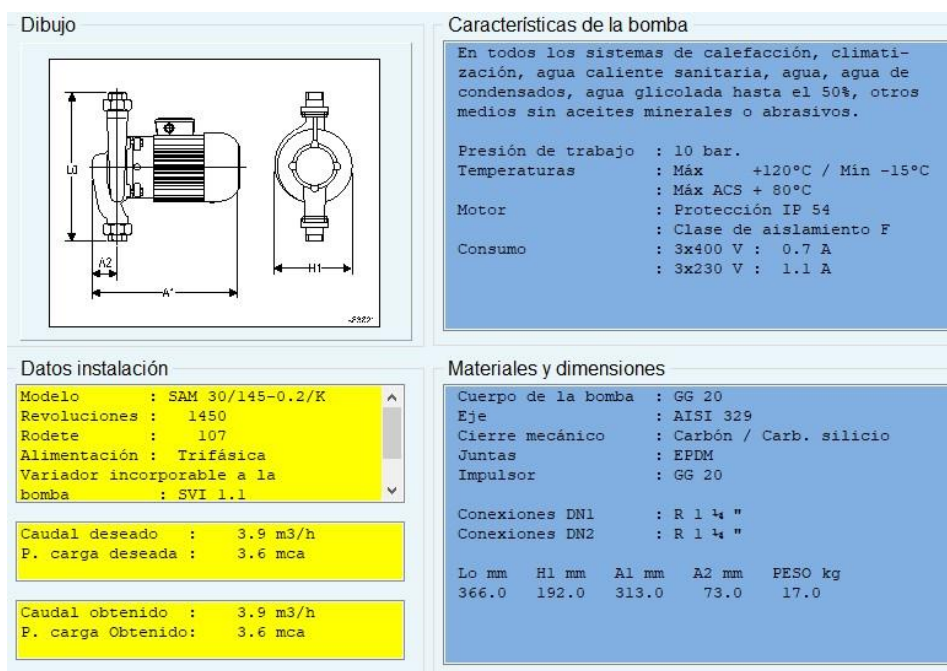 Dibujo
A2
H1
A1
Características de la bomba
En todos los sistemas de calefacción, climati-
zación, agua caliente sanitaria, agua, agua de
condensados, agua glicolada hasta el 50%, otros
medios sin aceites minerales o abrasivos.
Presión de trabajo : 10 bar.
Temperaturas : Máx +120°C / Mín -15°C
: Máx ACS + 80°C
Motor : Protección IP 54
: Clase de aislamiento F
Consumo : 3x400 V : 0.7 A
: 3x230 V : 1.1 A
Datos instalación
Modelo : SAM 30/145-0.2/K
Revoluciones : 1450
Rodete : 107
Alimentación : Trifásica
Variador incorporable a la
bomba : SVI 1.1
Caudal deseado : 3.9 m3/h
P. carga deseada : 3.6 mca
Caudal obtenido : 3.9 m3/h
P. carga Obtenido: 3.6 mca
Materiales y dimensiones
Cuerpo de la bomba : GG 20
Eje : AISI 329
Cierre mecánico : Carbón / Carb. silicio
Juntas : EPDM
Impulsor : GG 20
Conexiones DN1 : R 1 ¼ "
Conexiones DN2 : R 1 ¼ "
Lo mm H1 mm A1 mm A2 mm PESO kg
366.0 192.0 313.0 73.0 17.0